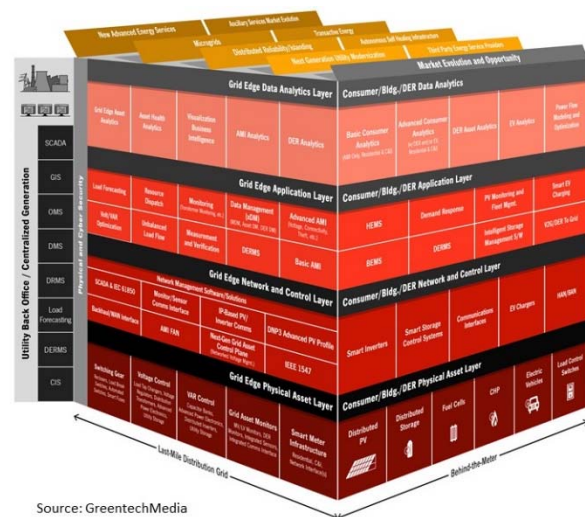 New Advanced Energy Services
Ancillary Services Market Evolution
Microgrids
Transactive Energy
Distributed Reliability/Islanding
Autonomous Self Healing Infrastructure
Next Generation Utility Modernization
Third Party Energy Service Providers
Market Evolution and Opportunity
Utility Back Office / Centralized Generation
SCADA
GIS
OMS
DMS
DRMS
Load
Forecasting
DERMS
CIS
Physical and Cyber Security
Grid Edge Data Analytics Layer
Grid Edge Asset
Analytics
Asset Health
Analytics
Visualization
Business
Intelligence
AMI Analytics
DER Analytics
Consumer/Bldg./DER Data Analytics
Basic Consumer
Analytics
Advanced Consumer
Analytics
DER Asset Analytics
EV Analytics
Power Flow
Modeling and
Optimization
Grid Edge Application Layer
Load Forecasting
Resource
Dispatch
Monitoring
Data Management
Advanced AMI
Volt/VAR
Optimization
Unbalanced
Load Flow
Measurement
and Verification
DERMS
Basic AMI
Consumer/Bldg./DER Application Layer
HEMS
Demand Response
PV Monitoring and
Fleet Mgmt.
Smart EV
Charging
BEMS
DERMS
Intelligent Storage
Management S/W
Grid Edge Network and Control Layer
Network Management Software/Solutions
SCADA & IEC 61850
Monitor/Sensor
Comms Interface
IP-Based PV/
Inverter Comms
DNP3 Advanced PV Profile
Backhaul/WAN Interface
AMI FAN
Next-Gen Grid Asset
Control Plane
IEEE 1547
Consumer/Bldg./DER Network and Control Layer
Smart Inverters
Smart Storage
Control Systems
Communications
Interfaces
EV Chargers
HAN/NAN
Grid Edge Physical Asset Layer
Switching Gear
Voltage Control
VAR Control
Grid Asset Monitors
Smart Meter
Infrastructure
Consumer/Bldg./DER Physical Asset Layer
Distributed
PV
Distributed
Storage
Fuel Cells
CHP
Electric
Vehicles
Load Control
Switches
Last-Mile Distribution Grid
Behind-the-Meter
Source: GreentechMedia